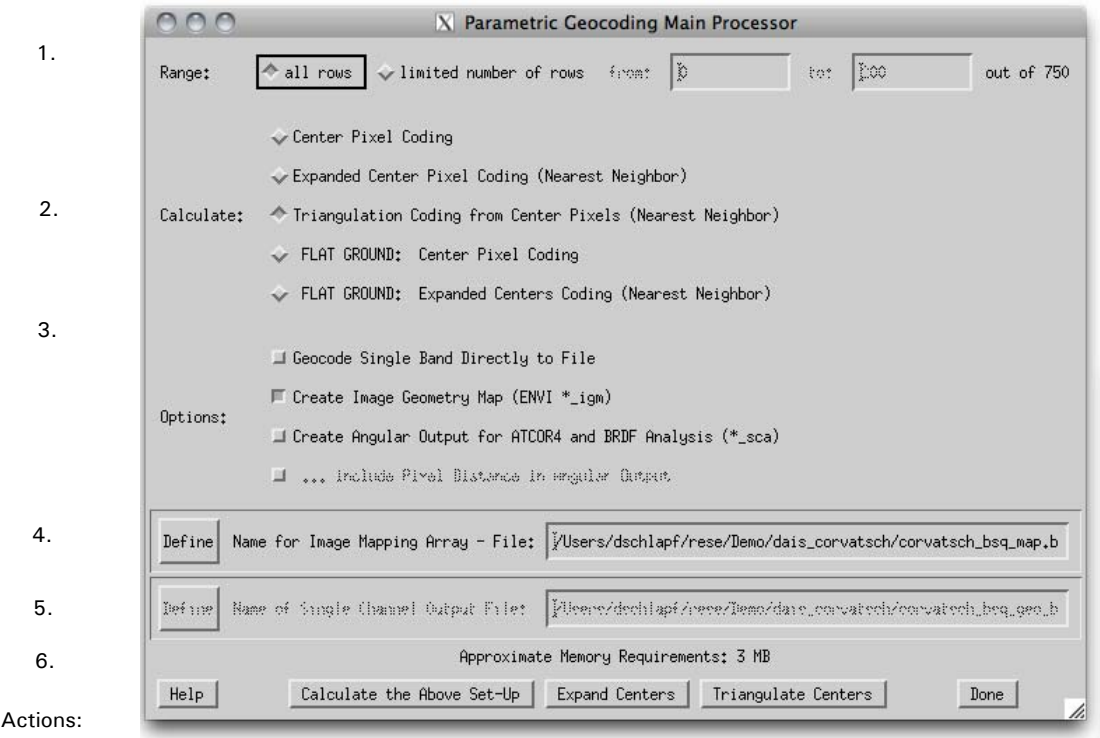 Parametric Geocoding Main Processor
1.
Range: all rows limited number of rows from: 0 to: 100 out of 750
Center Pixel Coding
Expanded Center Pixel Coding (Nearest Neighbor)
2.
Calculate: Triangulation Coding from Center Pixels (Nearest Neighbor)
FLAT GROUND: Center Pixel Coding
FLAT GROUND: Expanded Centers Coding (Nearest Neighbor)
3.
Geocode Single Band Directly to File
Create Image Geometry Map (ENVI *_igm)
Options:
Create Angular Output for ATCOR4 and BRDF Analysis (*_sca)
... include Pixel Distance in angular Output
4.
Define Name for Image Mapping Array - File: /Users/dschlapf/rese/Demo/dais_corvatsch/corvatsch_bsq_map.b
5.
Define Name of Single Channel Output File: /Users/dschlapf/rese/Demo/dais_corvatsch/corvatsch_bsq_geo.b
6.
Approximate Memory Requirements: 3 MB
Help Calculate the Above Set-Up Expand Centers Triangulate Centers Done
Actions: